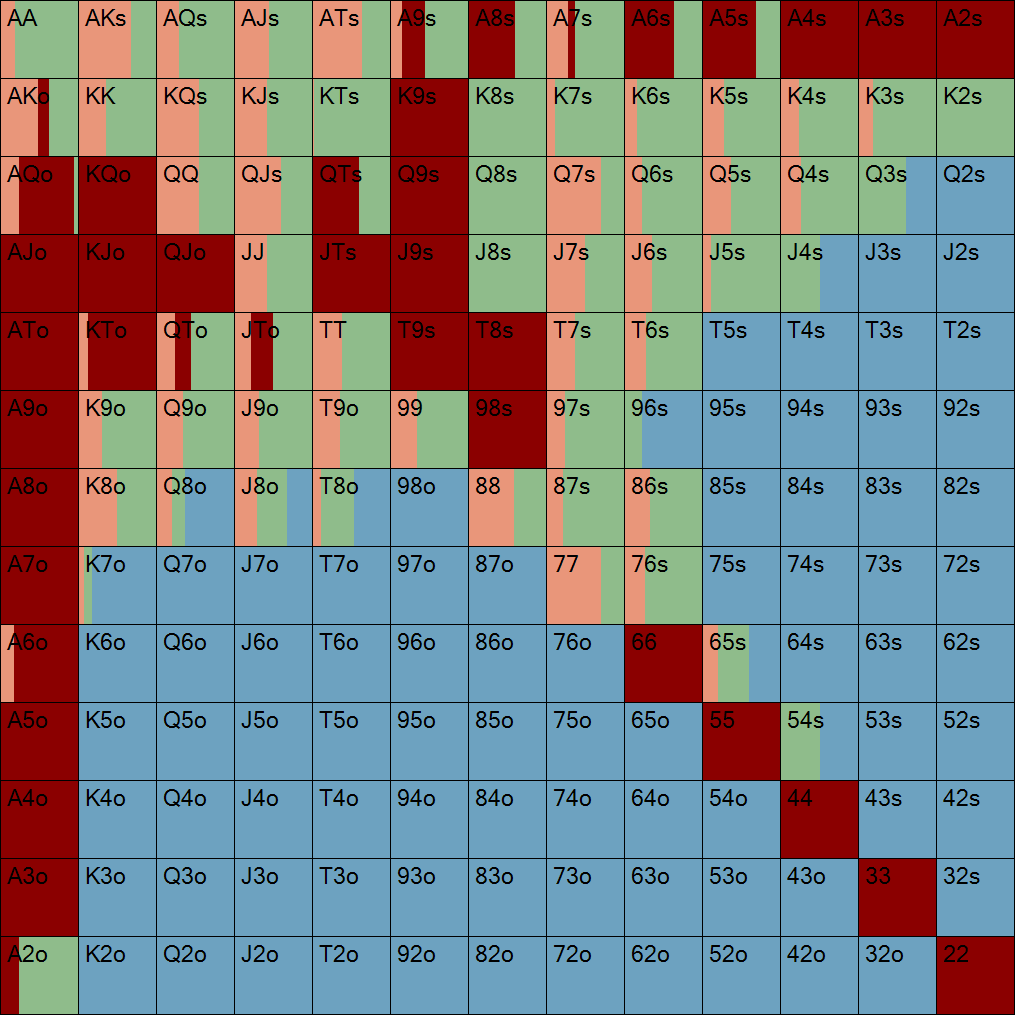 AA AKs AQs AJs ATs A9s A8s A7s A6s A5s A4s A3s A2s
AKo KK KQs KJs KTs K9s K8s K7s K6s K5s K4s K3s K2s
AQo KQo QQ QJs QTs Q9s Q8s Q7s Q6s Q5s Q4s Q3s Q2s
AJo KJo QJo JJ JTs J9s J8s J7s J6s J5s J4s J3s J2s
ATo KTo QTo JTo TT T9s T8s T7s T6s T5s T4s T3s T2s
A9o K9o Q9o J9o T9o 99 98s 97s 96s 95s 94s 93s 92s
A8o K8o Q8o J8o T8o 98o 88 87s 86s 85s 84s 83s 82s
A7o K7o Q7o J7o T7o 97o 87o 77 76s 75s 74s 73s 72s
A6o K6o Q6o J6o T6o 96o 86o 76o 66 65s 64s 63s 62s
A5o K5o Q5o J5o T5o 95o 85o 75o 65o 55 54s 53s 52s
A4o K4o Q4o J4o T4o 94o 84o 74o 64o 54o 44 43s 42s
A3o K3o Q3o J3o T3o 93o 83o 73o 63o 53o 43o 33 32s
A2o K2o Q2o J2o T2o 92o 82o 72o 62o 52o 42o 32o 22